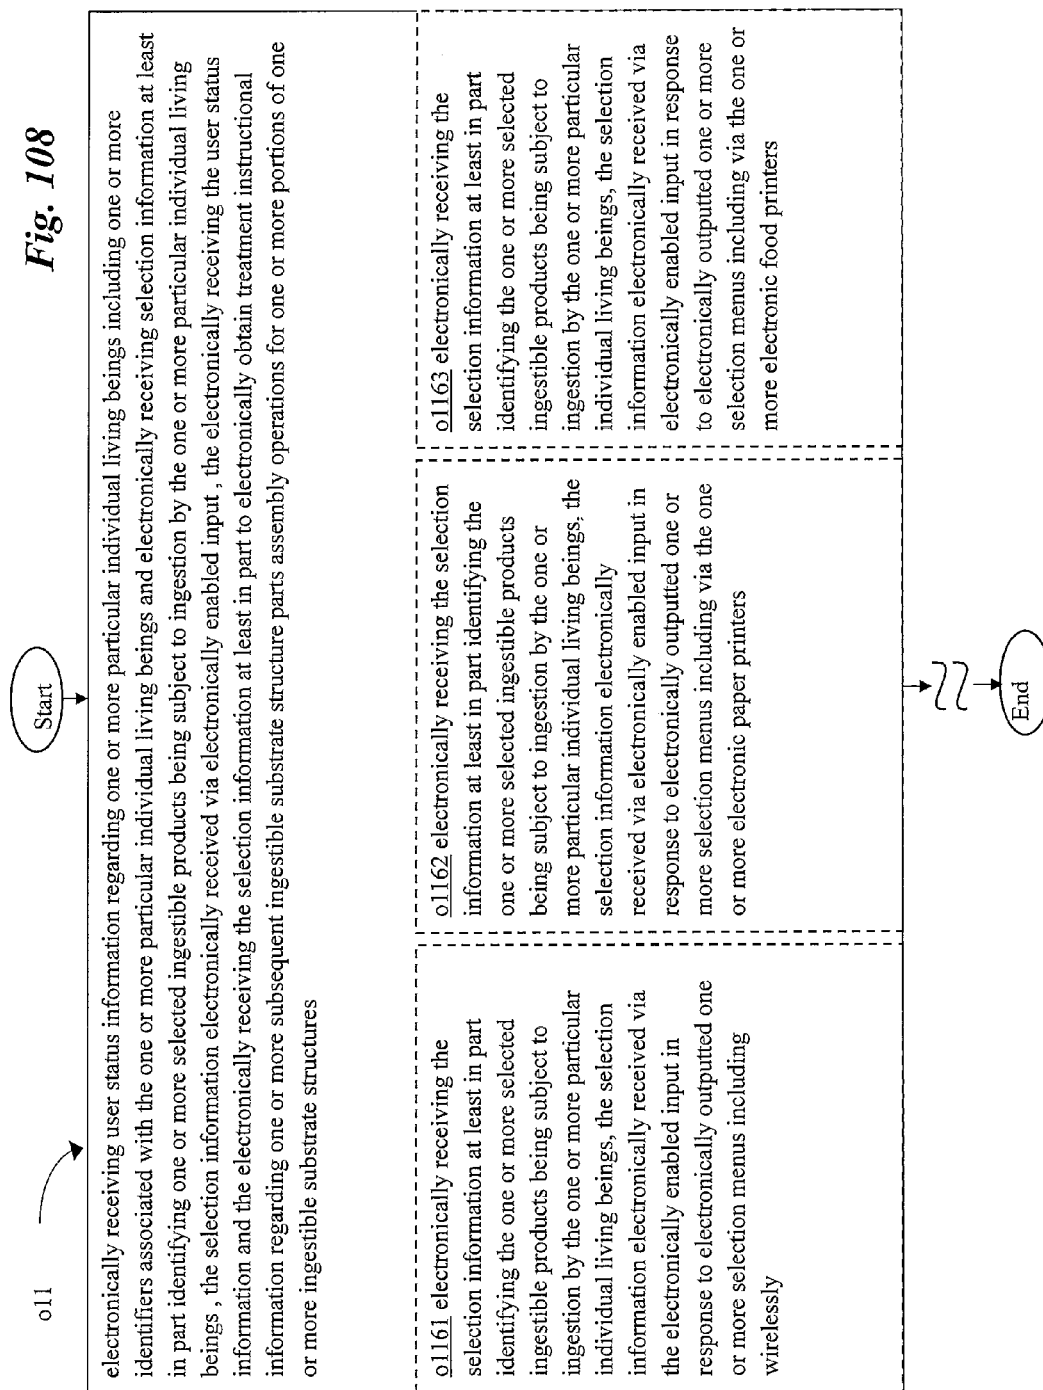 Fig. 108
Start
o11
electronically receiving user status information regarding one or more particular individual living beings including one or more
identifiers associated with the one or more particular individual living beings and electronically receiving selection information at least
in part identifying one or more selected ingestible products being subject to ingestion by the one or more particular individual living
beings , the selection information electronically received via electronically enabled input , the electronically receiving the user status
information and the electronically receiving the selection information at least in part to electronically obtain treatment instructional
information regarding one or more subsequent ingestible substrate structure parts assembly operations for one or more portions of one
or more ingestible substrate structures
o1161 electronically receiving the
selection information at least in part
identifying the one or more selected
ingestible products being subject to
ingestion by the one or more particular
individual living beings, the selection
information electronically received via
the electronically enabled input in
response to electronically outputted one
or more selection menus including
wirelessly
o1162 electronically receiving the selection
information at least in part identifying the
one or more selected ingestible products
being subject to ingestion by the one or
more particular individual living beings, the
selection information electronically
received via electronically enabled input in
response to electronically outputted one or
more selection menus including via the one
or more electronic paper printers
o1163 electronically receiving the
selection information at least in part
identifying the one or more selected
ingestible products being subject to
ingestion by the one or more particular
individual living beings, the selection
information electronically received via
electronically enabled input in response
to electronically outputted one or more
selection menus including via the one or
more electronic food printers
End